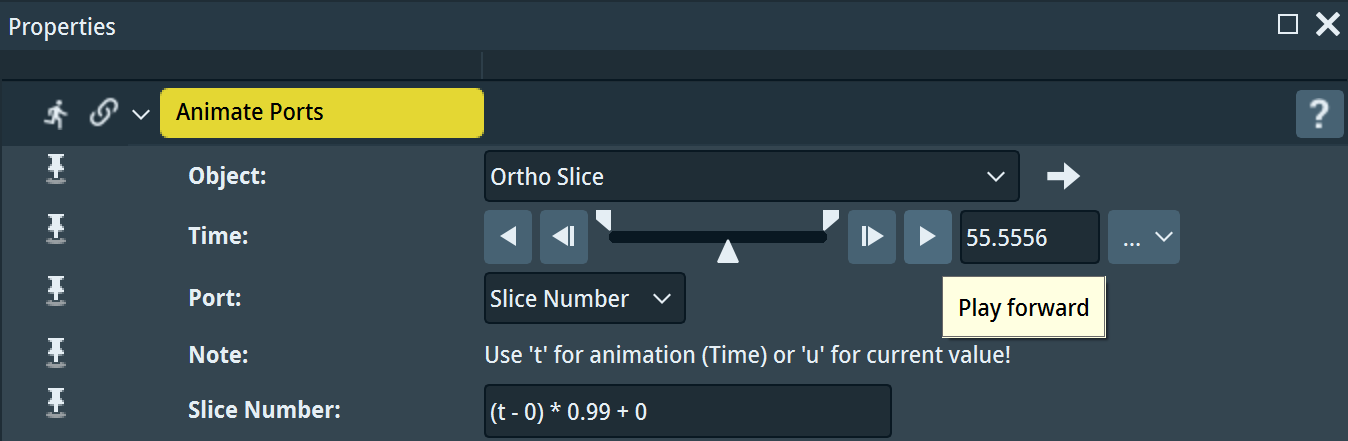 Properties
Animate Ports ?
Object: Ortho Slice
Time: 55.5556 ...
Port: Slice Number
Play forward
Note: Use 't' for animation (Time) or 'u' for current value!
Slice Number: (t - 0) * 0.99 + 0